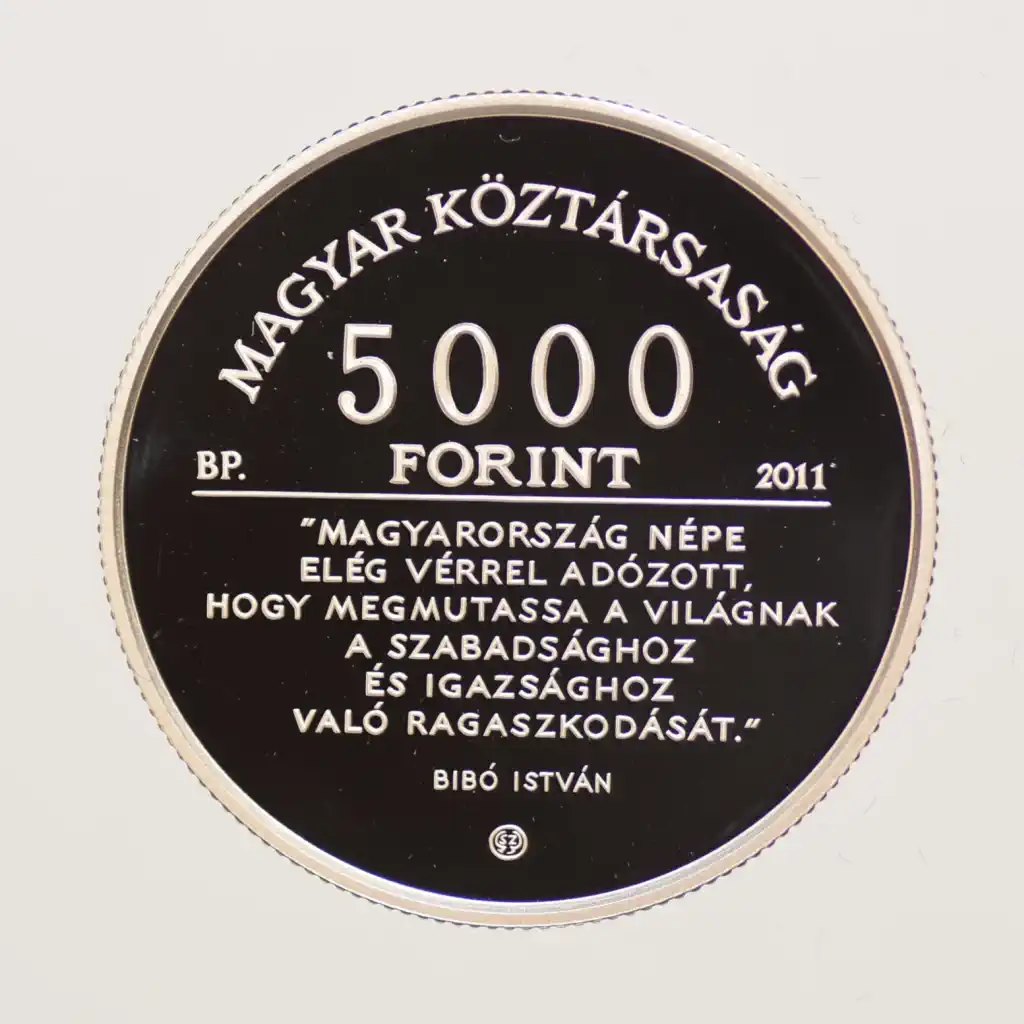 MAGYAR KÖZTÁRSASÁG
5000
FORINT
BP. 2011
"MAGYARORSZÁG NÉPE
ELÉG VÉRREL ADÓZOTT,
HOGY MEGMUTASSA A VILÁGNAK
A SZABADSÁGHOZ
ÉS IGAZSÁGHOZ
VALÓ RAGASZKODÁSÁT."
BIBÓ ISTVÁN